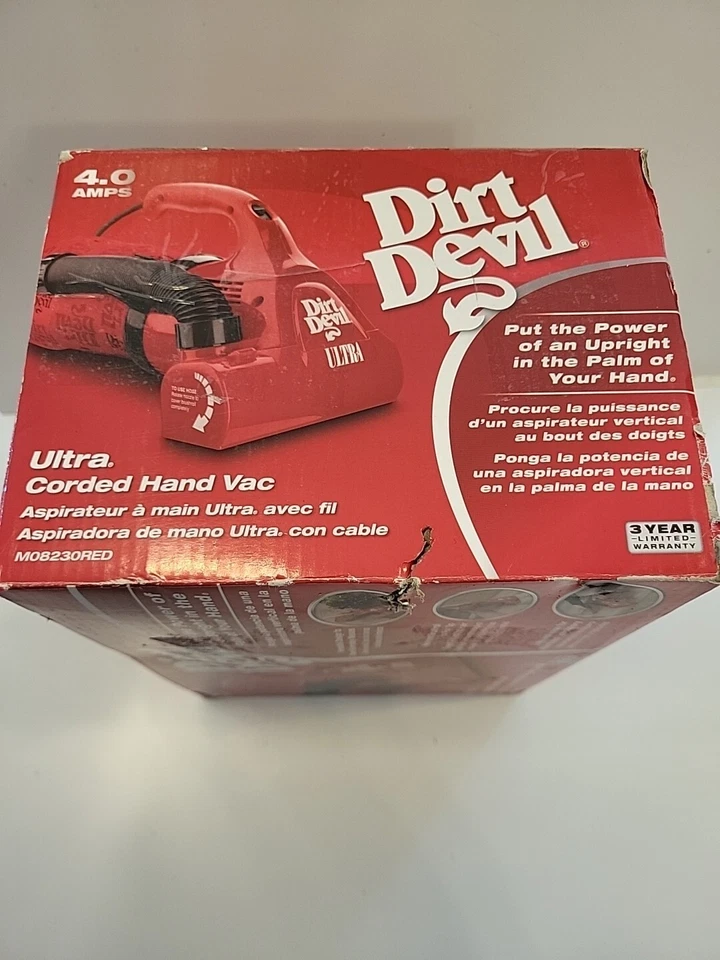 4.0
AMPS
Dirt
Devil®
Dirt
Devil
ULTRA
TO USE HOSE
Put the Power
of an Upright
in the Palm of
Your Hand.
Procure la puissance
d'un aspirateur vertical
au bout des doigts
Ponga la potencia de
una aspiradora vertical
en la palma de la mano
Ultra®
Corded Hand Vac
Aspirateur à main Ultra® avec fil
Aspiradora de mano Ultra® con cable
M08230RED
3 YEAR
LIMITED
WARRANTY